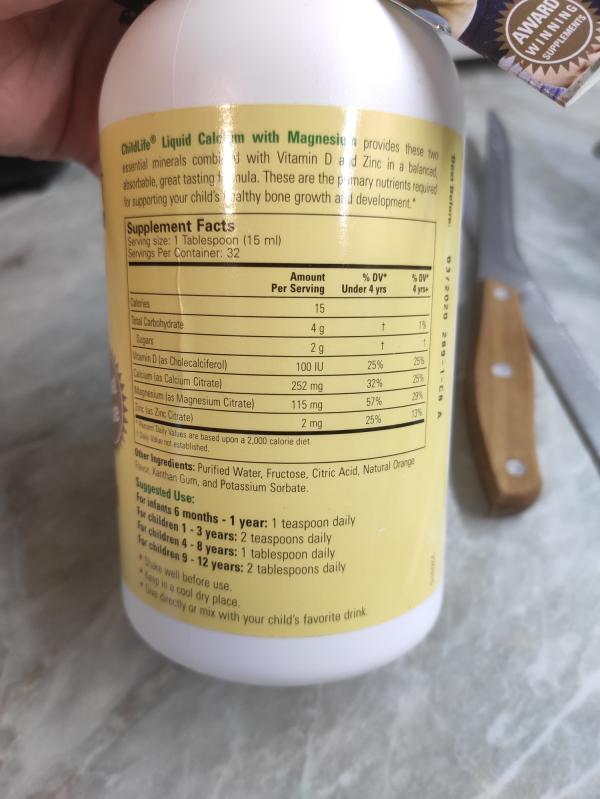 AWARD
WINNING
SUPPLEMENTS
ChildLife® Liquid Calcium with Magnesium provides these two
essential minerals combined with Vitamin D and Zinc in a balanced,
absorbable, great tasting formula. These are the primary nutrients required
for supporting your child's healthy bone growth and development.*
Supplement Facts
Serving size: 1 Tablespoon (15 ml)
Servings Per Container: 32
Amount Per Serving % DV* Under 4 yrs % DV* 4 yrs+
Calories 15
Total Carbohydrate 4 g † 1%
Sugars 2 g † †
Vitamin D (as Cholecalciferol) 100 IU 25% 25%
Calcium (as Calcium Citrate) 252 mg 32% 25%
Magnesium (as Magnesium Citrate) 115 mg 57% 29%
Zinc (as Zinc Citrate) 2 mg 25% 13%
* Percent Daily Values are based upon a 2,000 calorie diet.
† Daily Value not established.
Other Ingredients: Purified Water, Fructose, Citric Acid, Natural Orange
Flavor, Xanthan Gum, and Potassium Sorbate.
Suggested Use:
For infants 6 months - 1 year: 1 teaspoon daily
For children 1 - 3 years: 2 teaspoons daily
For children 4 - 8 years: 1 tablespoon daily
For children 9 - 12 years: 2 tablespoons daily
• Shake well before use.
• Keep in a cool dry place.
• Give directly or mix with your child's favorite drink.
Best Before: 03/2020 289-1-C8 A